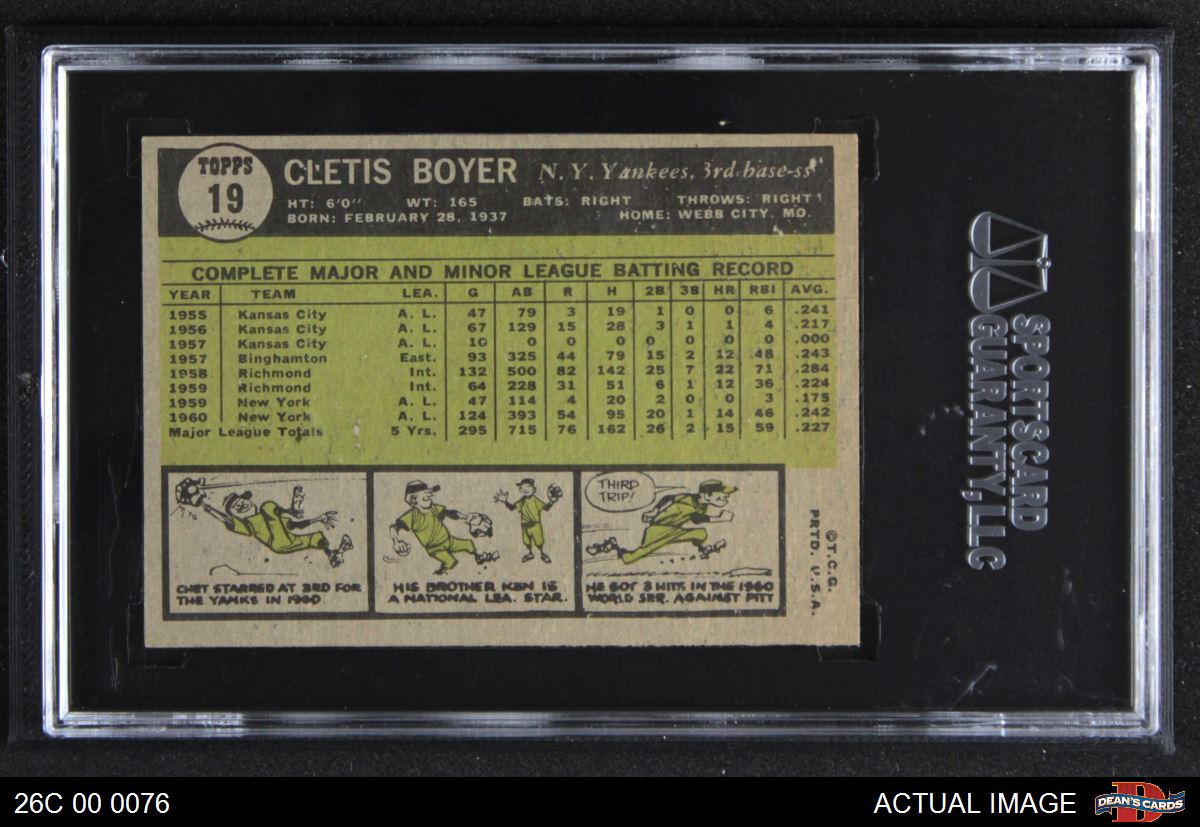 TOPPS
19
CLETIS BOYER N. Y. Yankees, 3rd base-ss
HT: 6'0" WT: 165 BATS: RIGHT THROWS: RIGHT
BORN: FEBRUARY 28, 1937 HOME: WEBB CITY, MO.
COMPLETE MAJOR AND MINOR LEAGUE BATTING RECORD
YEAR TEAM LEA. G AB R H 2B 3B HR RBI AVG.
1955 Kansas City A. L. 47 79 3 19 1 0 0 6 .241
1956 Kansas City A. L. 67 129 15 28 3 1 1 4 .217
1957 Kansas City A. L. 10 0 0 0 0 0 0 0 .000
1957 Binghamton East. 93 325 44 79 15 2 12 48 .243
1958 Richmond Int. 132 500 82 142 25 7 22 71 .284
1959 Richmond Int. 64 228 31 51 6 1 12 36 .224
1959 New York A. L. 47 114 4 20 2 0 0 3 .175
1960 New York A. L. 124 393 54 95 20 1 14 46 .242
Major League Totals 5 Yrs. 295 715 76 162 26 2 15 59 .227
THIRD
TRIP!
CHET STARRED AT 3RD FOR
THE YANKS IN 1960.
HIS BROTHER KEN IS
A NATIONAL LEA. STAR.
HE GOT 3 HITS IN THE 1960
WORLD SER. AGAINST PITT
©T.C.G.
PRTD. U.S.A.
SPORTSCARD
GUARANTY, LLC
26C 00 0076
ACTUAL IMAGE
DEAN'S CARDS